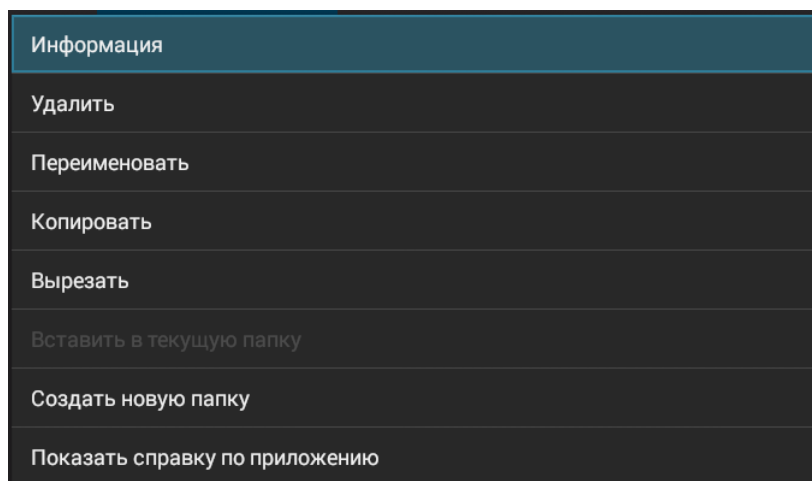 Информация
Удалить
Переименовать
Копировать
Вырезать
Вставить в текущую папку
Создать новую папку
Показать справку по приложению